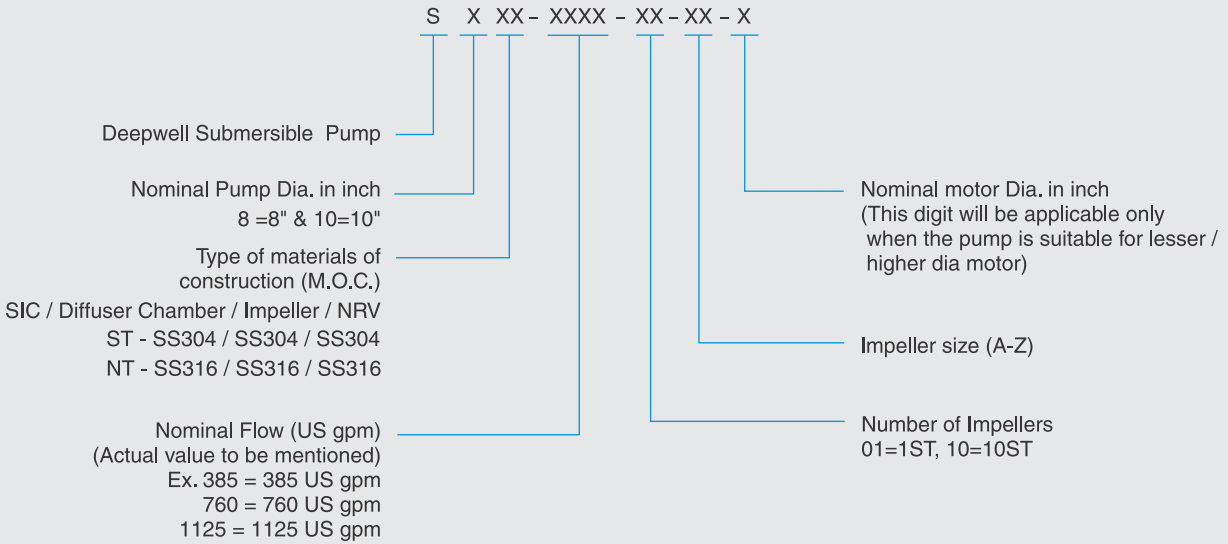 S X XX – XXXX – XX – XX – X
Deepwell Submersible Pump
Nominal Pump Dia. in inch
8 =8" & 10=10"
Type of materials of
construction (M.O.C.)
SIC / Diffuser Chamber / Impeller / NRV
ST - SS304 / SS304 / SS304
NT - SS316 / SS316 / SS316
Nominal Flow (US gpm)
(Actual value to be mentioned)
Ex. 385 = 385 US gpm
760 = 760 US gpm
1125 = 1125 US gpm
Nominal motor Dia. in inch
(This digit will be applicable only
when the pump is suitable for lesser /
higher dia motor)
Impeller size (A-Z)
Number of Impellers
01=1ST, 10=10ST